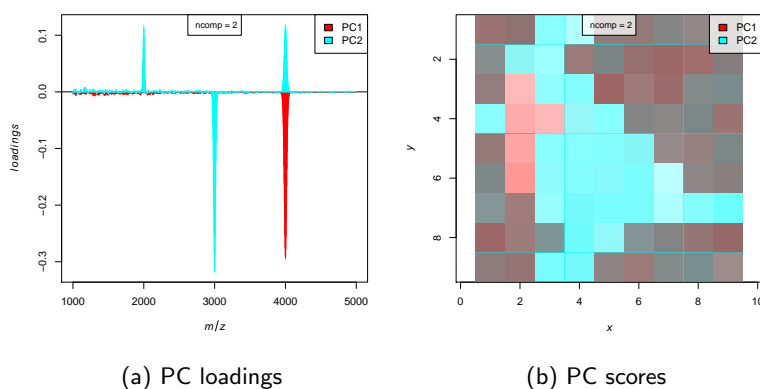 ncomp = 2
PC1
PC2
loadings
0.1
0.0
-0.1
-0.2
-0.3
1000 2000 3000 4000 5000
m/z
(a) PC loadings
ncomp = 2
PC1
PC2
y
2
4
6
8
0 2 4 6 8 10
x
(b) PC scores